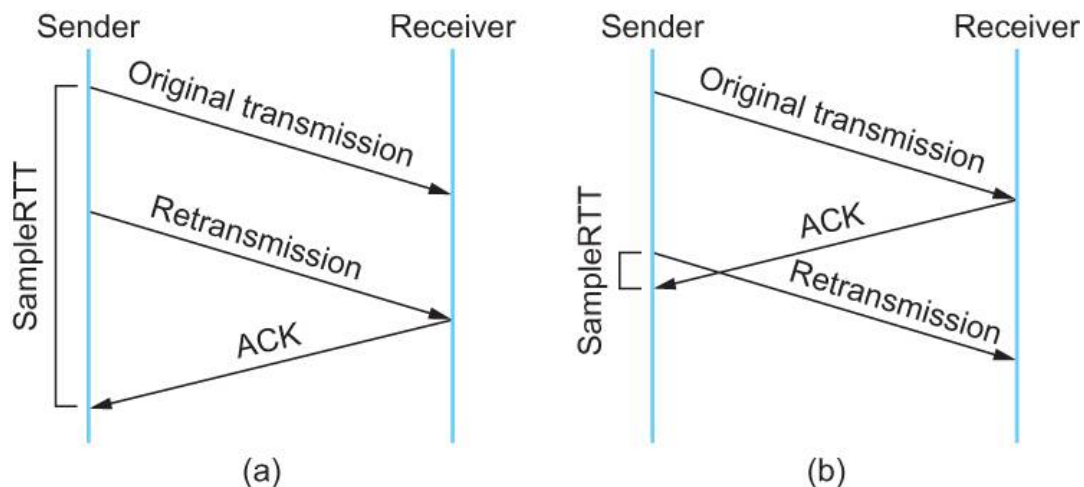 Sender
Receiver
Original transmission
SampleRTT
Retransmission
ACK
(a)
Sender
Receiver
Original transmission
ACK
SampleRTT
Retransmission
(b)